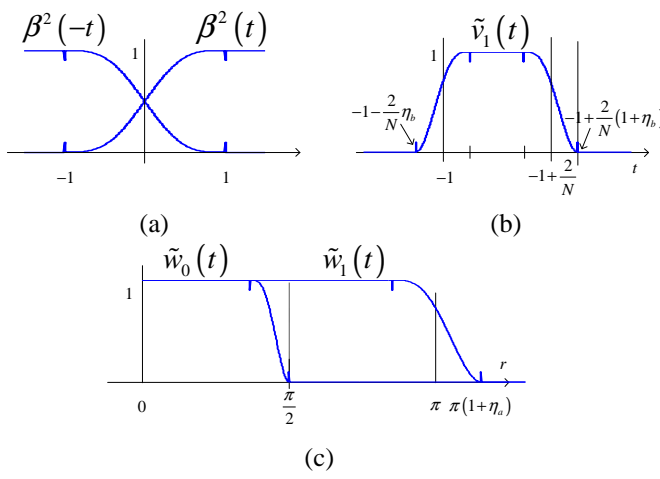 β²(−t) β²(t)
1
−1 1
(a)
ṽ₁(t)
1
−1−(2/N)η_b −1+(2/N)(1+η_b)
−1 −1+2/N t
(b)
w̃₀(t) w̃₁(t)
1
r
0 π/2 π π(1+η_a)
(c)